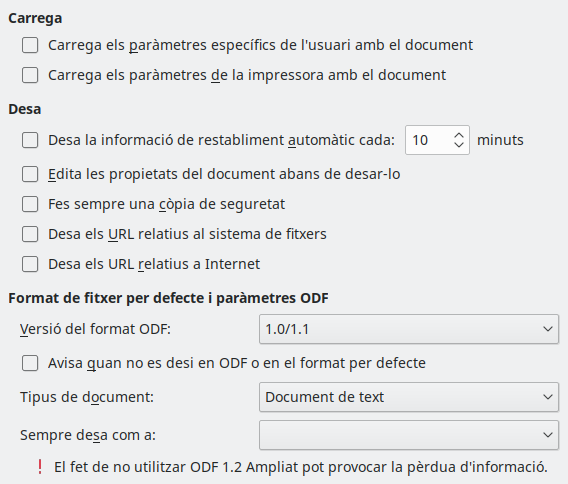 Carrega
Carrega els paràmetres específics de l'usuari amb el document
Carrega els paràmetres de la impressora amb el document
Desa
Desa la informació de restabliment automàtic cada: 10 minuts
Edita les propietats del document abans de desar-lo
Fes sempre una còpia de seguretat
Desa els URL relatius al sistema de fitxers
Desa els URL relatius a Internet
Format de fitxer per defecte i paràmetres ODF
Versió del format ODF: 1.0/1.1
Avisa quan no es desi en ODF o en el format per defecte
Tipus de document: Document de text
Sempre desa com a:
! El fet de no utilitzar ODF 1.2 Ampliat pot provocar la pèrdua d'informació.